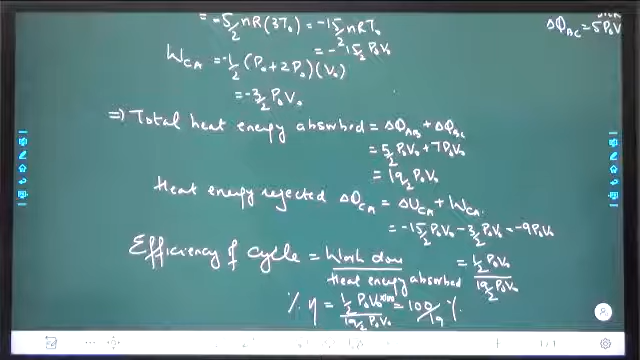 = -5/2 nR (3T₀) = -15/2 nRT₀
= -15/2 P₀V₀
ΔQ_BC = 5P₀V
W_CA = -1/2 (P₀+2P₀)(V₀)
= -3/2 P₀V₀
⇒ Total heat energy absorbed = ΔQ_AB + ΔQ_BC
= 5/2 P₀V₀ + 7P₀V₀
= 19/2 P₀V₀
Heat energy rejected ΔQ_CA = ΔU_CA + W_CA
= -15/2 P₀V₀ - 3/2 P₀V₀ = -9P₀V₀
Efficiency of cycle = Work done / Heat energy absorbed = 1/2 P₀V₀ / 19/2 P₀V₀
% η = 1/2 P₀V₀ ×100 / 19/2 P₀V₀ = 100/19 %
1/1